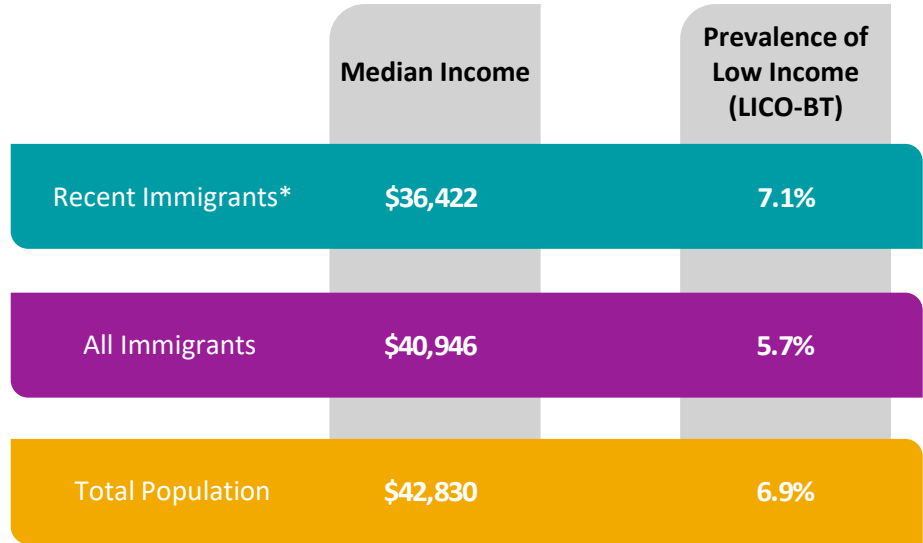 Median Income
Prevalence of
Low Income
(LICO-BT)
Recent Immigrants* $36,422 7.1%
All Immigrants $40,946 5.7%
Total Population $42,830 6.9%